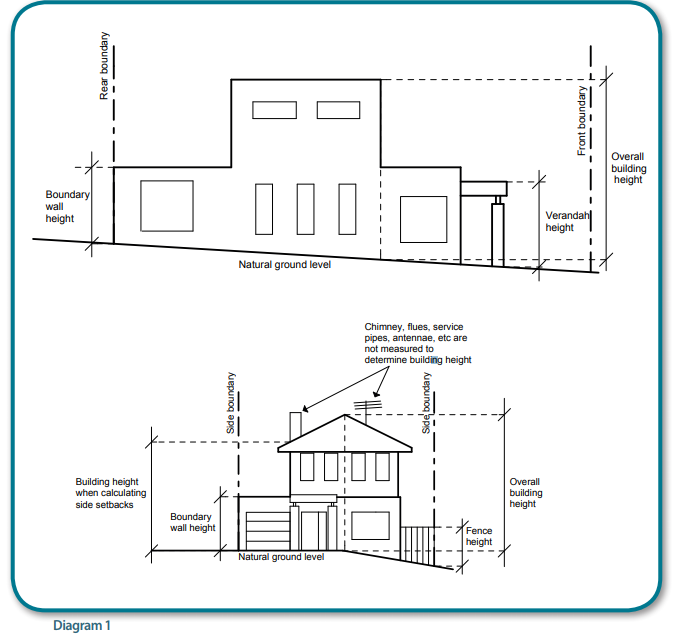 Rear boundary
Front boundary
Overall
building
height
Boundary
wall
height
Verandah
height
Natural ground level
Chimney, flues, service
pipes, antennae, etc are
not measured to
determine building height
Side boundary
Side boundary
Building height
when calculating
side setbacks
Overall
building
height
Boundary
wall height
Fence
height
Natural ground level
Diagram 1